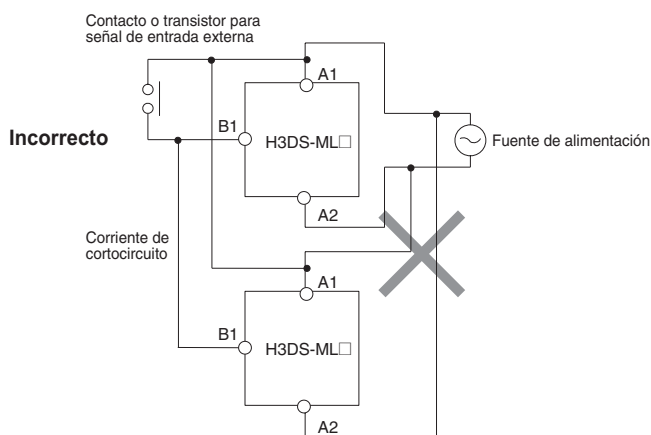 Contacto o transistor para
señal de entrada externa
A1
B1
H3DS-ML□
Incorrecto
Fuente de alimentación
A2
Corriente de
cortocircuito
A1
B1
H3DS-ML□
A2